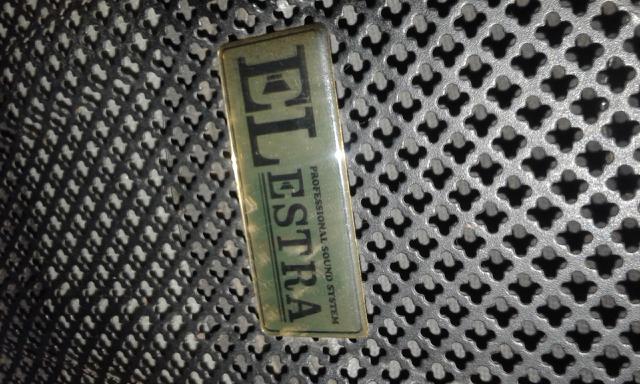 ELESTRA
PROFESSIONAL SOUND SYSTEM